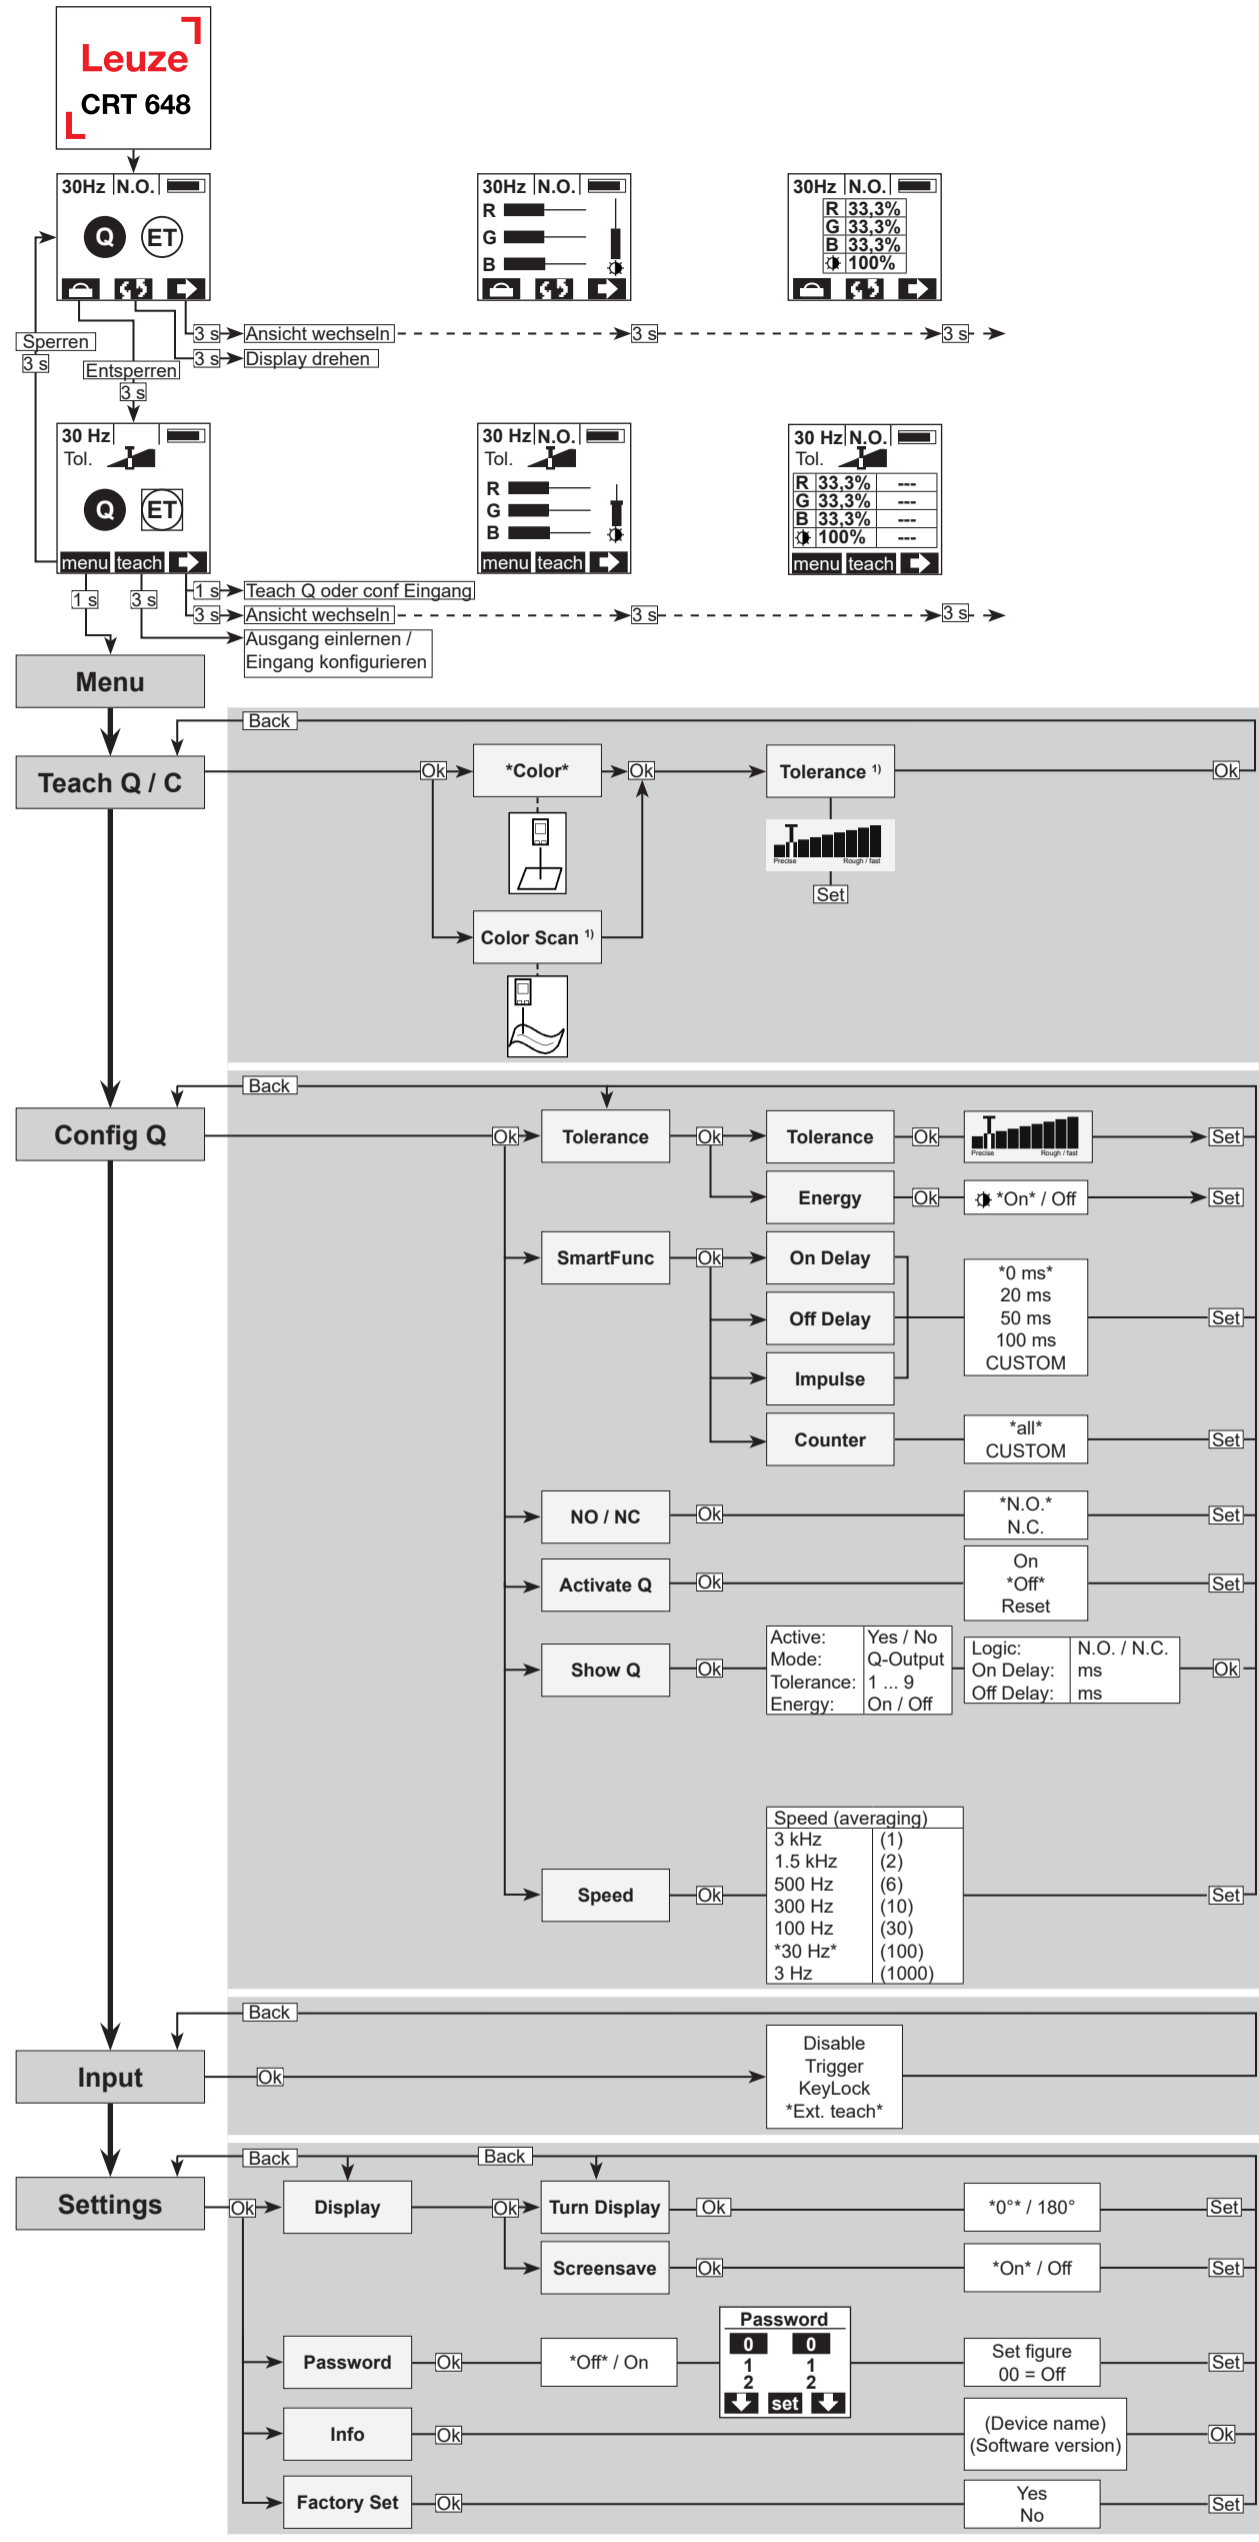 Leuze
CRT 648
30Hz N.O.
Q ET
30Hz N.O.
R
G
B
30Hz N.O.
R 33,3%
G 33,3%
B 33,3%
100%
3 s Ansicht wechseln 3 s 3 s
3 s Display drehen
Sperren
3 s
Entsperren
3 s
30 Hz
Tol.
Q ET
menu teach
30 Hz N.O.
Tol.
R
G
B
menu teach
30 Hz N.O.
Tol.
R 33,3% ---
G 33,3% ---
B 33,3% ---
100% ---
menu teach
1 s 3 s
1 s Teach Q oder conf Eingang
3 s Ansicht wechseln 3 s 3 s
Ausgang einlernen /
Eingang konfigurieren
Menu
Back
Teach Q / C Ok *Color* Ok Tolerance 1) Ok
T
Precise Rough / fast
Set
Color Scan 1)
Back
Config Q Ok Tolerance Ok Tolerance Ok T Precise Rough / fast Set
Energy Ok *On* / Off Set
SmartFunc Ok On Delay
Off Delay
Impulse
*0 ms*
20 ms
50 ms
100 ms
CUSTOM
Set
Counter
*all*
CUSTOM
Set
NO / NC Ok
*N.O.*
N.C.
Set
Activate Q Ok
On
*Off*
Reset
Set
Show Q Ok
Active: Yes / No
Mode: Q-Output
Tolerance: 1 ... 9
Energy: On / Off
Logic: N.O. / N.C.
On Delay: ms
Off Delay: ms
Ok
Speed Ok
Speed (averaging)
3 kHz (1)
1.5 kHz (2)
500 Hz (6)
300 Hz (10)
100 Hz (30)
*30 Hz* (100)
3 Hz (1000)
Set
Back
Input Ok
Disable
Trigger
KeyLock
*Ext. teach*
Back Back
Settings Ok Display Ok Turn Display Ok *0°* / 180° Set
Screensave Ok *On* / Off Set
Password Ok *Off* / On
Password
0 0
1 1
2 2
set
Set figure
00 = Off
Set
Info Ok
(Device name)
(Software version)
Ok
Factory Set Ok
Yes
No
Set